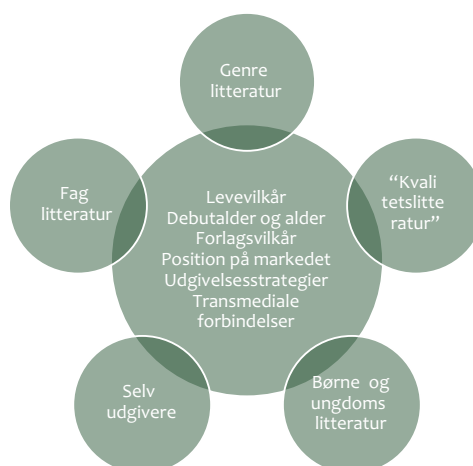 Genre
litteratur
Fag
litteratur
Levevilkår
Debutalder og alder
Forlagsvilkår
Position på markedet
Udgivelsesstrategier
Transmediale
forbindelser
“Kvali
tetslitte
ratur”
Selv
udgivere
Børne og
ungdoms
litteratur